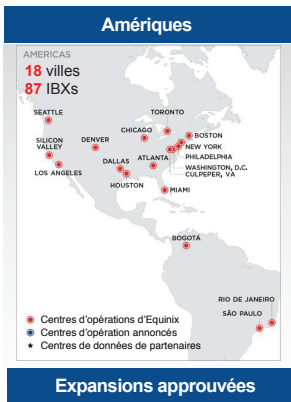 Amériques
AMERICAS
18 villes
87 IBXs
SEATTLE
TORONTO
CHICAGO
BOSTON
SILICON
VALLEY
DENVER
NEW YORK
PHILADELPHIA
DALLAS
ATLANTA
WASHINGTON, D.C.
CULPEPER, VA
LOS ANGELES
HOUSTON
MIAMI
BOGOTÁ
RIO DE JANEIRO
SÃO PAULO
Centres d'opérations d'Equinix
Centres d'opération annoncés
Centres de données de partenaires
Expansions approuvées